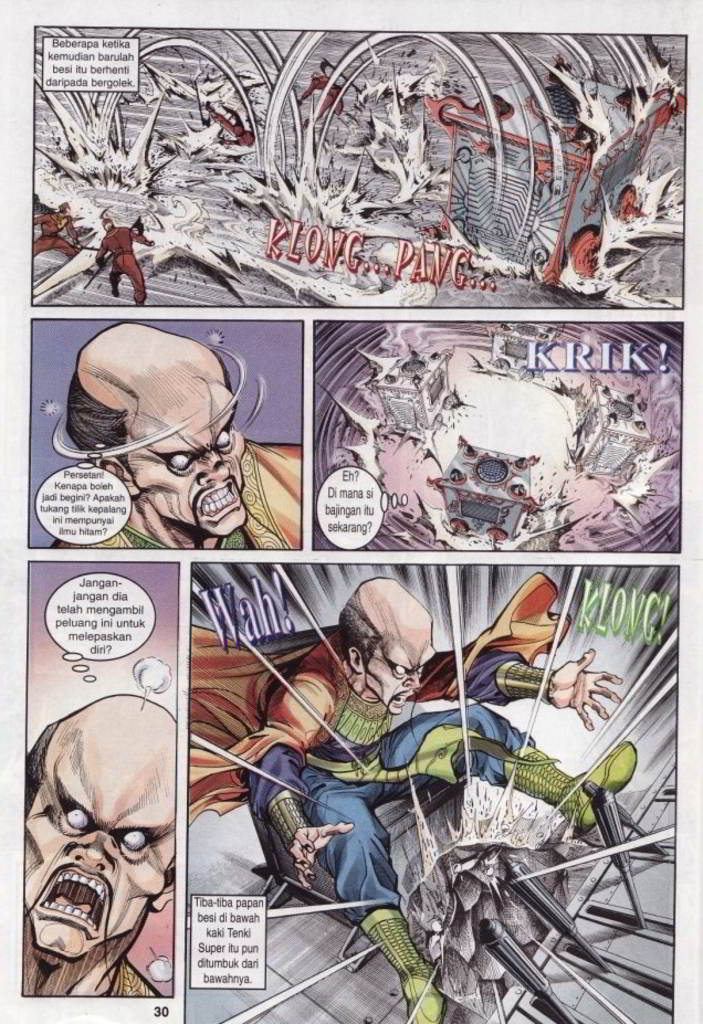 Beberapa ketika
kemudian barulah
besi itu berhenti
daripada bergolek.
KLONG...PANG...
Persetan!
Kenapa boleh
jadi begini? Apakah
tukang tilik kepalang
ini mempunyai
ilmu hitam?
KRIK!
Eh?
Di mana si
bajingan itu
sekarang?
Jangan-
jangan dia
telah mengambil
peluang ini untuk
melepaskan
diri?
Wah!
KLONG!
Tiba-tiba papan
besi di bawah
kaki Tenki
Super itu pun
ditumbuk dari
bawahnya.
30